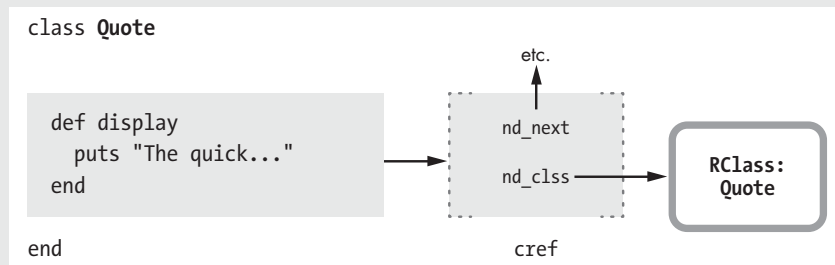 class Quote
def display
puts "The quick..."
end
end
etc.
nd_next
nd_clss
cref
RClass:
Quote